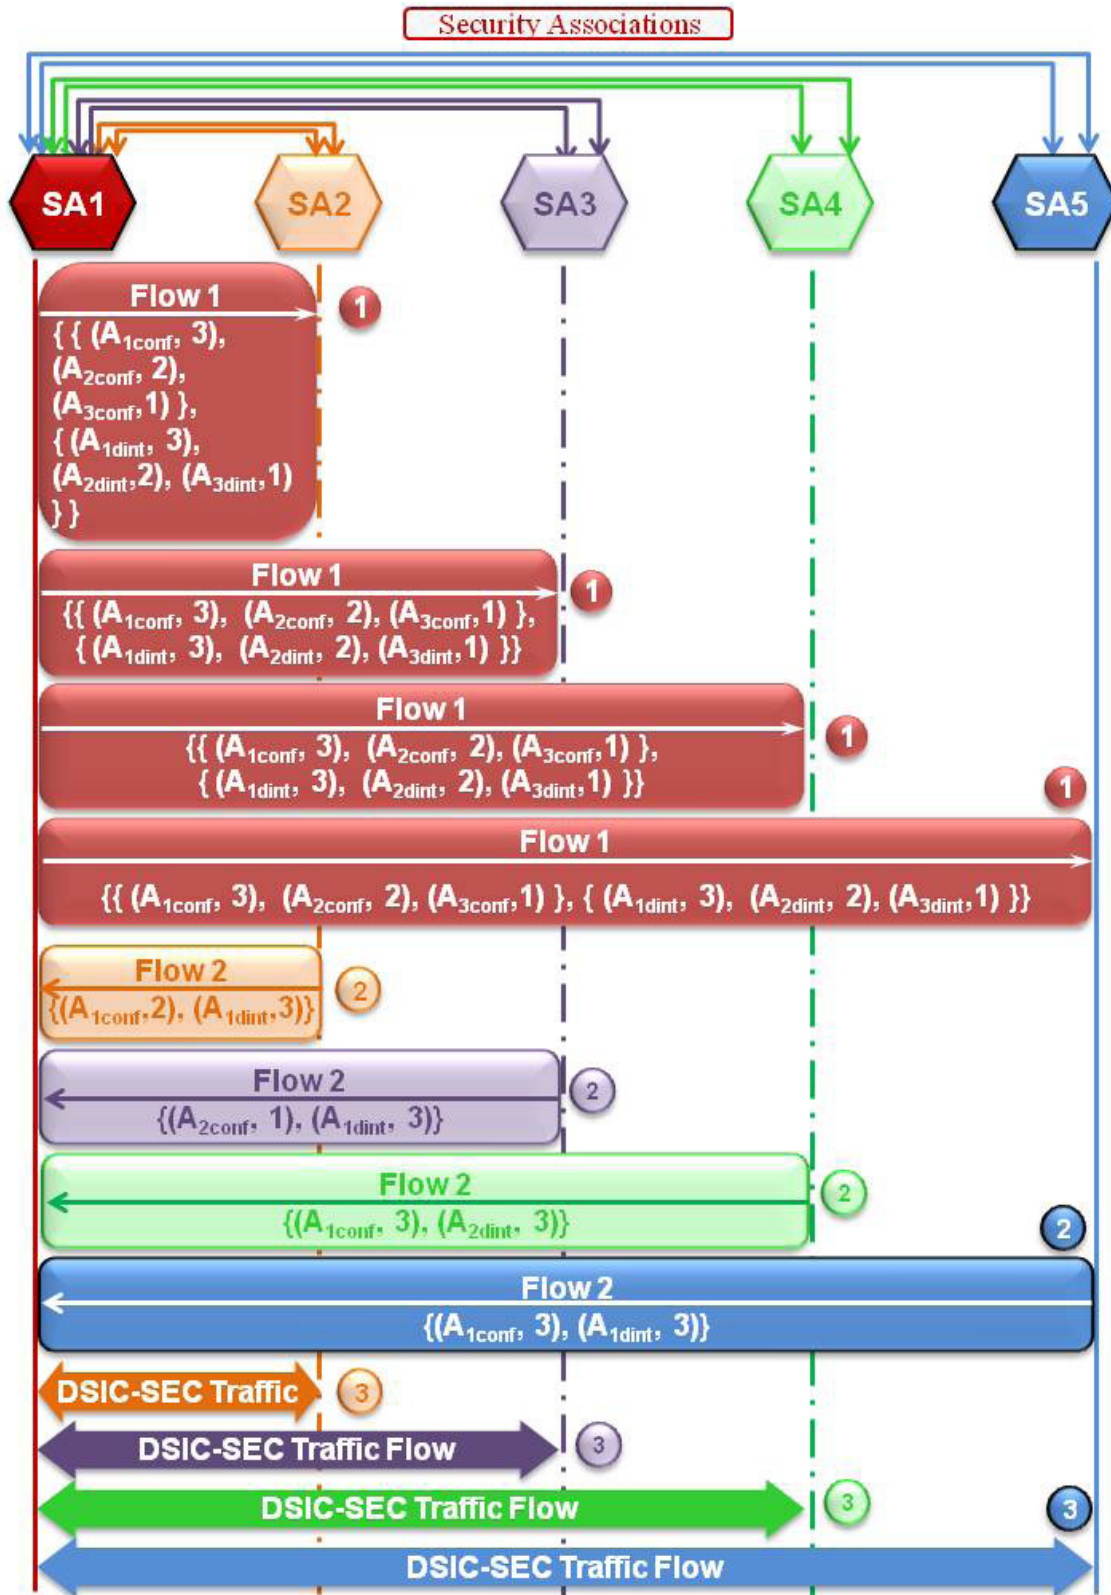 Security Associations
SA1 SA2 SA3 SA4 SA5
Flow 1
1
{ { (A1conf, 3),
(A2conf, 2),
(A3conf,1) },
{ (A1dint, 3),
(A2dint,2), (A3dint,1)
} }
Flow 1
1
{{ (A1conf, 3), (A2conf, 2), (A3conf,1) },
{ (A1dint, 3), (A2dint, 2), (A3dint,1) }}
Flow 1
1
{{ (A1conf, 3), (A2conf, 2), (A3conf,1) },
{ (A1dint, 3), (A2dint, 2), (A3dint,1) }}
1
Flow 1
{{ (A1conf, 3), (A2conf, 2), (A3conf,1) }, { (A1dint, 3), (A2dint, 2), (A3dint,1) }}
Flow 2
2
{(A1conf,2), (A1dint,3)}
Flow 2
2
{(A2conf, 1), (A1dint, 3)}
Flow 2
2
{(A1conf, 3), (A2dint, 3)}
2
Flow 2
{(A1conf, 3), (A1dint, 3)}
DSIC-SEC Traffic 3
DSIC-SEC Traffic Flow 3
DSIC-SEC Traffic Flow 3 3
DSIC-SEC Traffic Flow